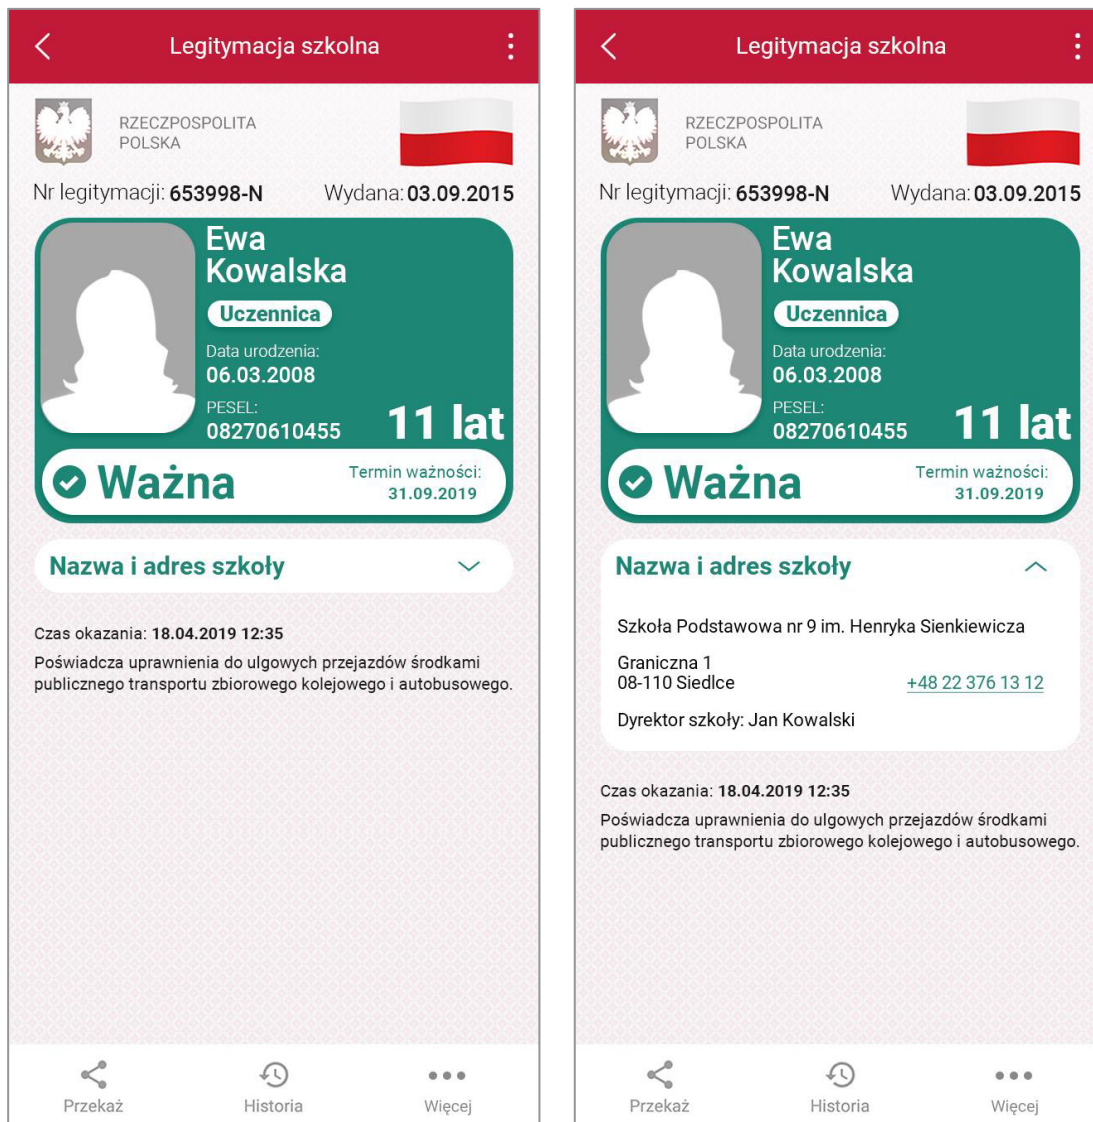 Legitymacja szkolna
RZECZPOSPOLITA
POLSKA
Nr legitymacji: 653998-N Wydana: 03.09.2015
Ewa
Kowalska
Uczennica
Data urodzenia:
06.03.2008
PESEL:
08270610455
11 lat
Ważna
Termin ważności:
31.09.2019
Nazwa i adres szkoły
Czas okazania: 18.04.2019 12:35
Poświadcza uprawnienia do ulgowych przejazdów środkami
publicznego transportu zbiorowego kolejowego i autobusowego.
Przekaż Historia Więcej
Legitymacja szkolna
RZECZPOSPOLITA
POLSKA
Nr legitymacji: 653998-N Wydana: 03.09.2015
Ewa
Kowalska
Uczennica
Data urodzenia:
06.03.2008
PESEL:
08270610455
11 lat
Ważna
Termin ważności:
31.09.2019
Nazwa i adres szkoły
Szkoła Podstawowa nr 9 im. Henryka Sienkiewicza
Graniczna 1
08-110 Siedlce +48 22 376 13 12
Dyrektor szkoły: Jan Kowalski
Czas okazania: 18.04.2019 12:35
Poświadcza uprawnienia do ulgowych przejazdów środkami
publicznego transportu zbiorowego kolejowego i autobusowego.
Przekaż Historia Więcej